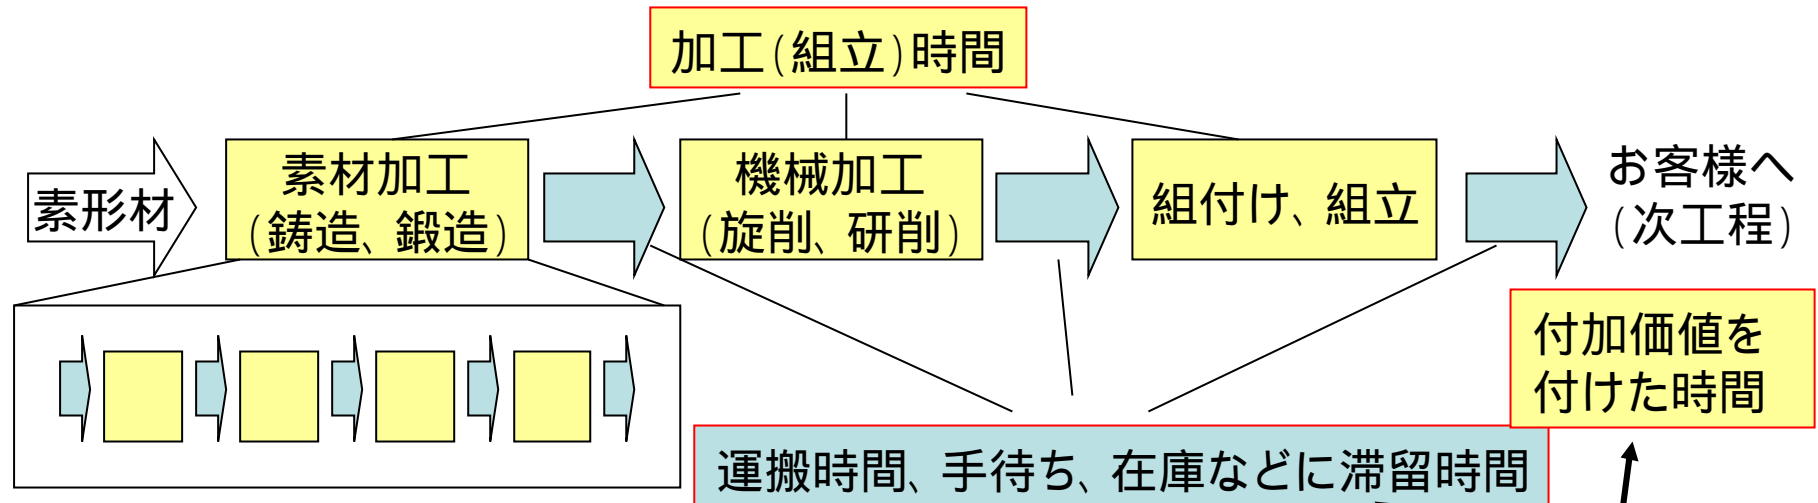 加工(組立)時間
素形材
素材加工
(鋳造、鍛造)
機械加工
(旋削、研削)
組付け、組立
お客様へ
(次工程)
付加価値を
付けた時間
運搬時間、手待ち、在庫などに滞留時間